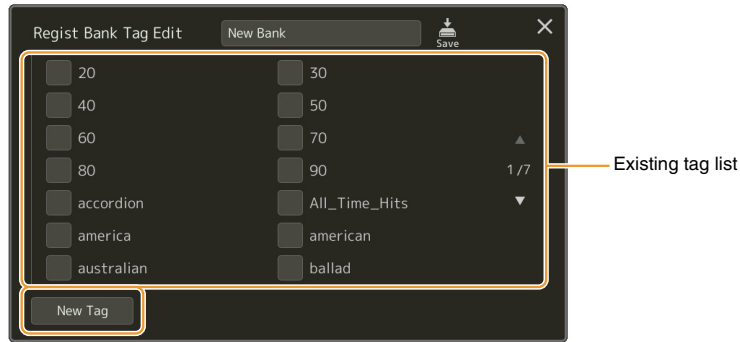 Regist Bank Tag Edit New Bank Save
20 30
40 50
60 70
80 90 1/7
accordion All_Time_Hits
america american
australian ballad
New Tag
Existing tag list